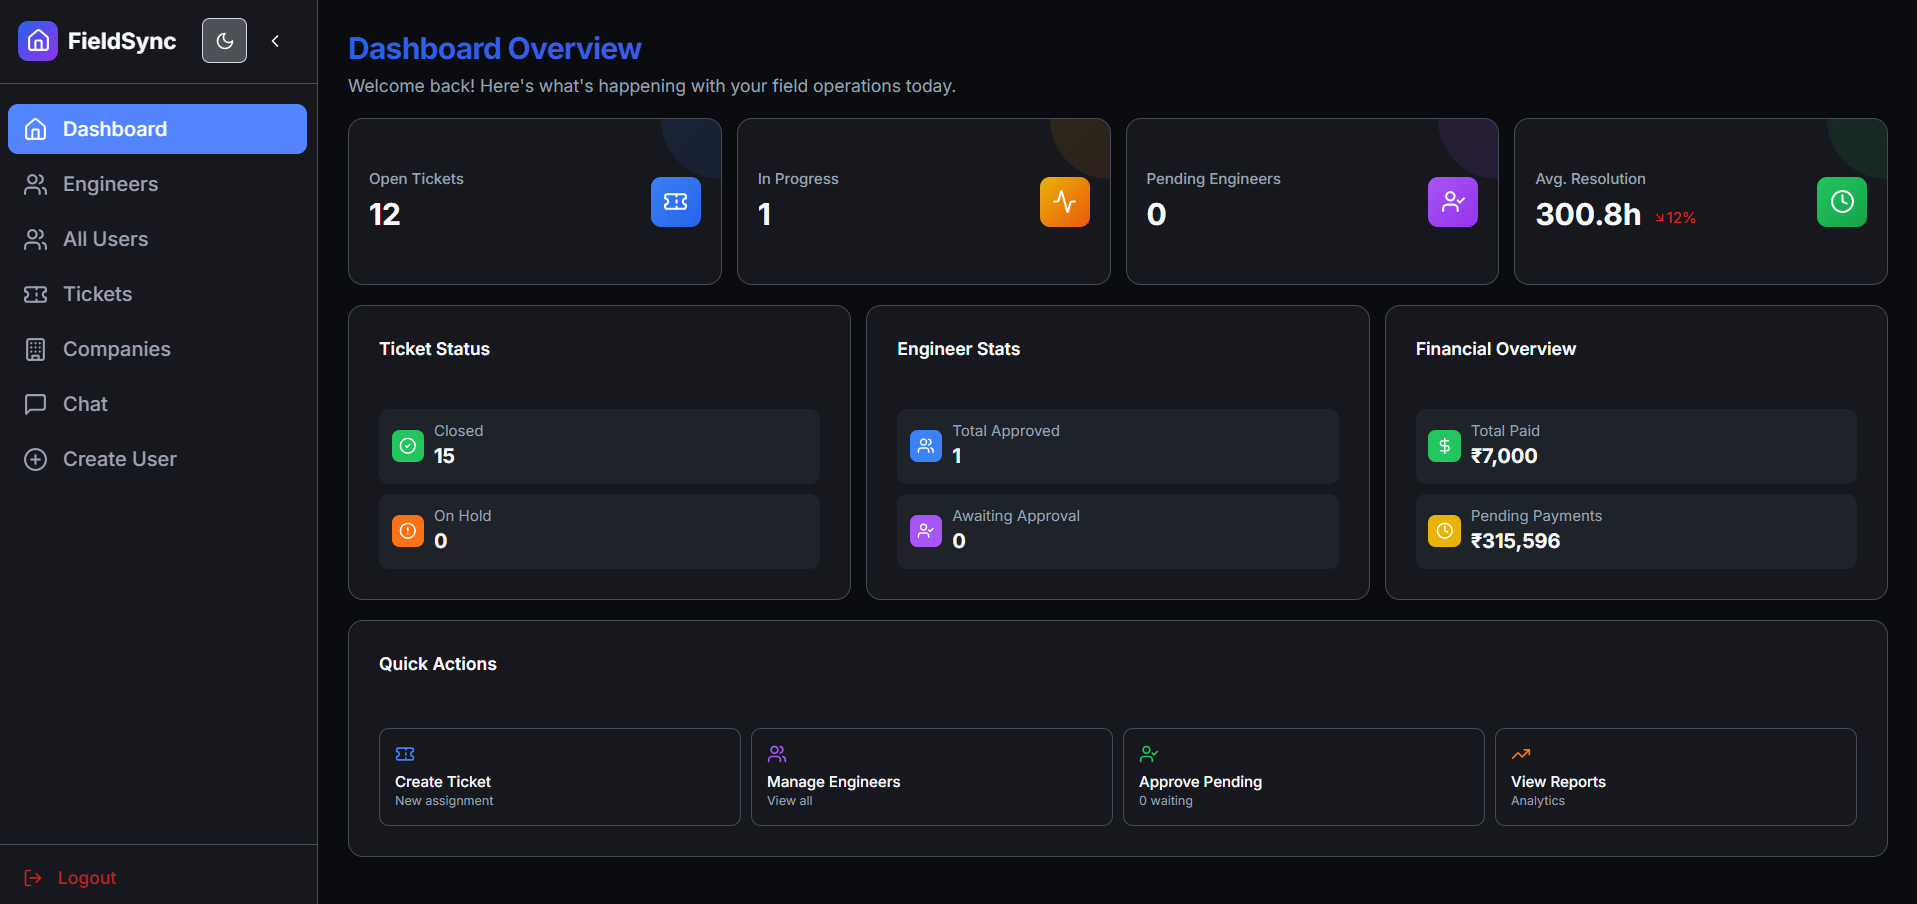 FieldSync
Dashboard
Engineers
All Users
Tickets
Companies
Chat
Create User
Logout
Dashboard Overview
Welcome back! Here's what's happening with your field operations today.
Open Tickets
12
In Progress
1
Pending Engineers
0
Avg. Resolution
300.8h 12%
Ticket Status
Closed
15
On Hold
0
Engineer Stats
Total Approved
1
Awaiting Approval
0
Financial Overview
Total Paid
₹7,000
Pending Payments
₹315,596
Quick Actions
Create Ticket
New assignment
Manage Engineers
View all
Approve Pending
0 waiting
View Reports
Analytics